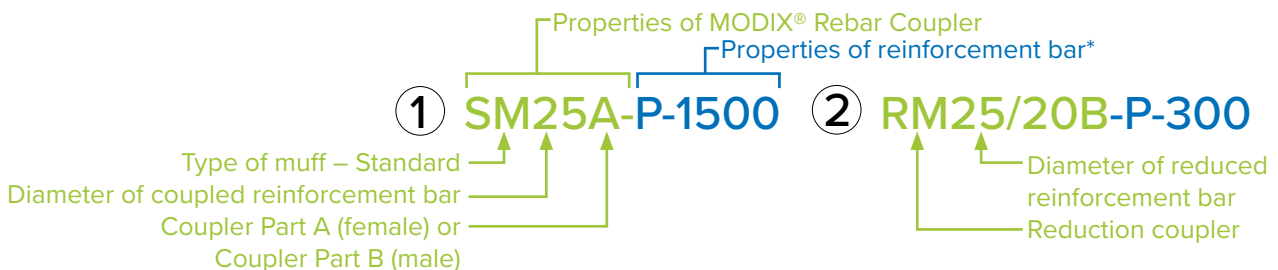 Properties of MODIX® Rebar Coupler
Properties of reinforcement bar*
① SM25A-P-1500 ② RM25/20B-P-300
Type of muff – Standard
Diameter of coupled reinforcement bar
Coupler Part A (female) or
Coupler Part B (male)
Diameter of reduced
reinforcement bar
Reduction coupler